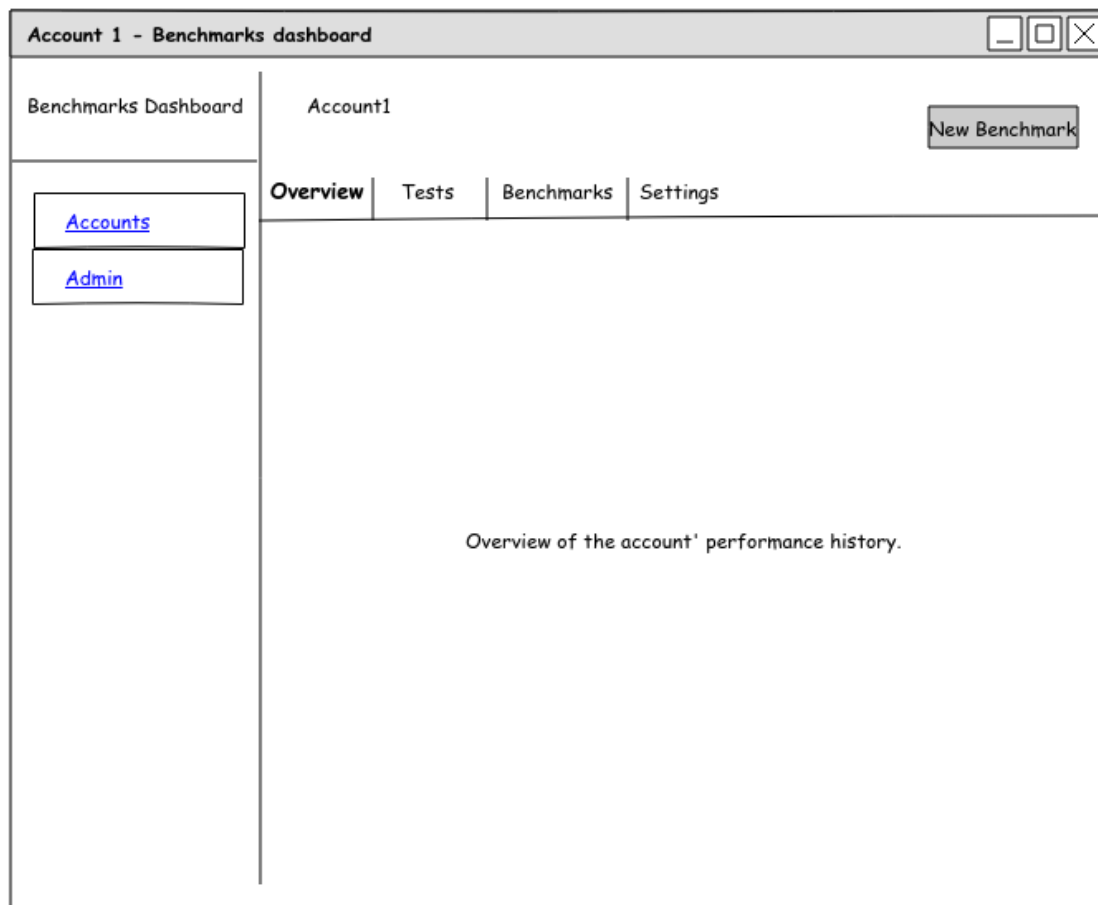 Account 1 - Benchmarks dashboard
Benchmarks Dashboard
Account1
New Benchmark
Overview
Tests
Benchmarks
Settings
Accounts
Admin
Overview of the account' performance history.